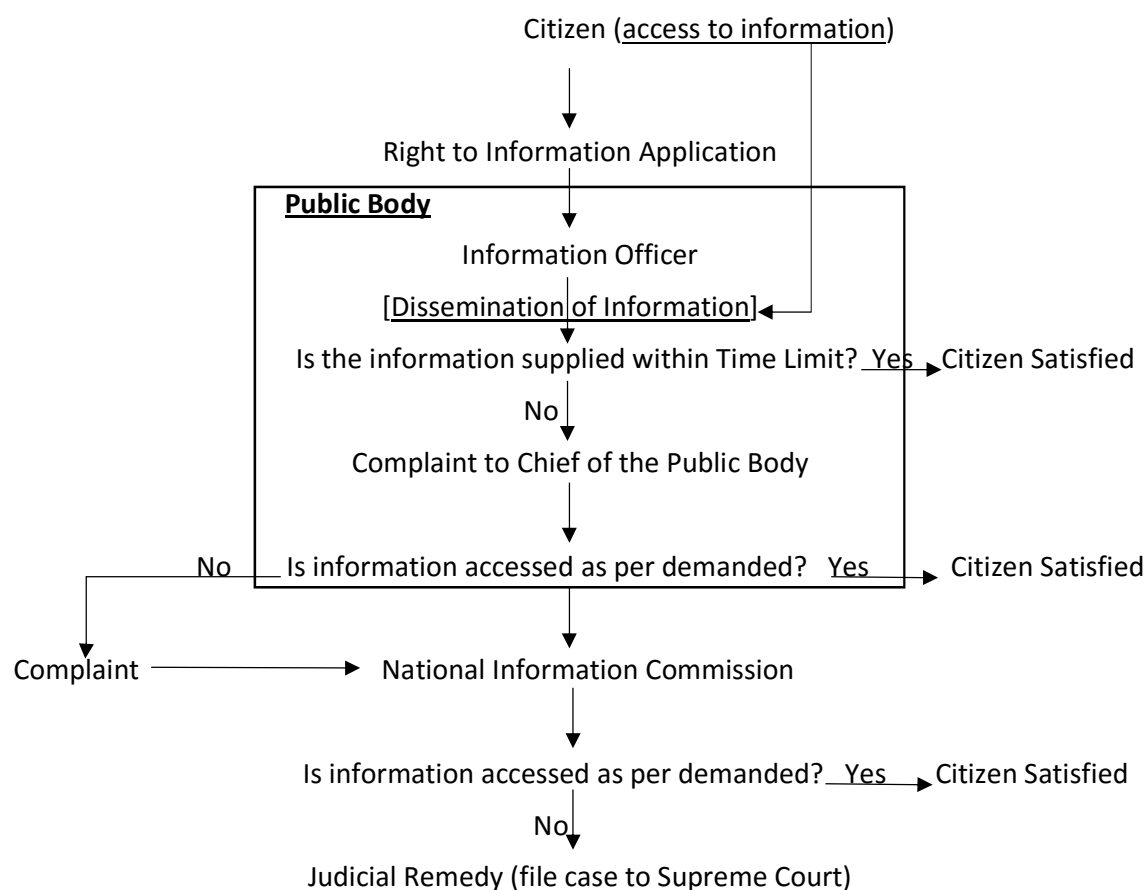 Citizen (access to information)
Right to Information Application
Public Body
Information Officer
[Dissemination of Information]
Is the information supplied within Time Limit? Yes Citizen Satisfied
No
Complaint to Chief of the Public Body
No Is information accessed as per demanded? Yes Citizen Satisfied
Complaint National Information Commission
Is information accessed as per demanded? Yes Citizen Satisfied
No
Judicial Remedy (file case to Supreme Court)